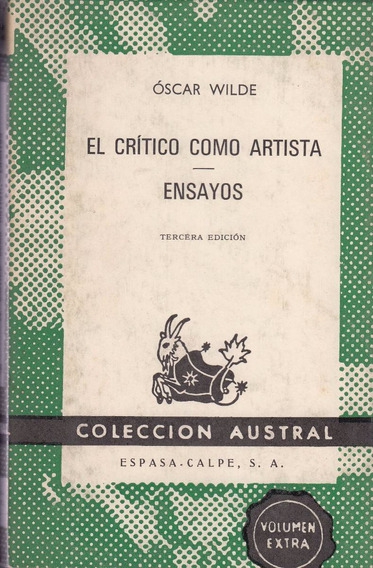 ÓSCAR WILDE
EL CRÍTICO COMO ARTISTA
ENSAYOS
TERCERA EDICIÓN
COLECCION AUSTRAL
ESPASA-CALPE, S. A.
VOLUMEN
EXTRA